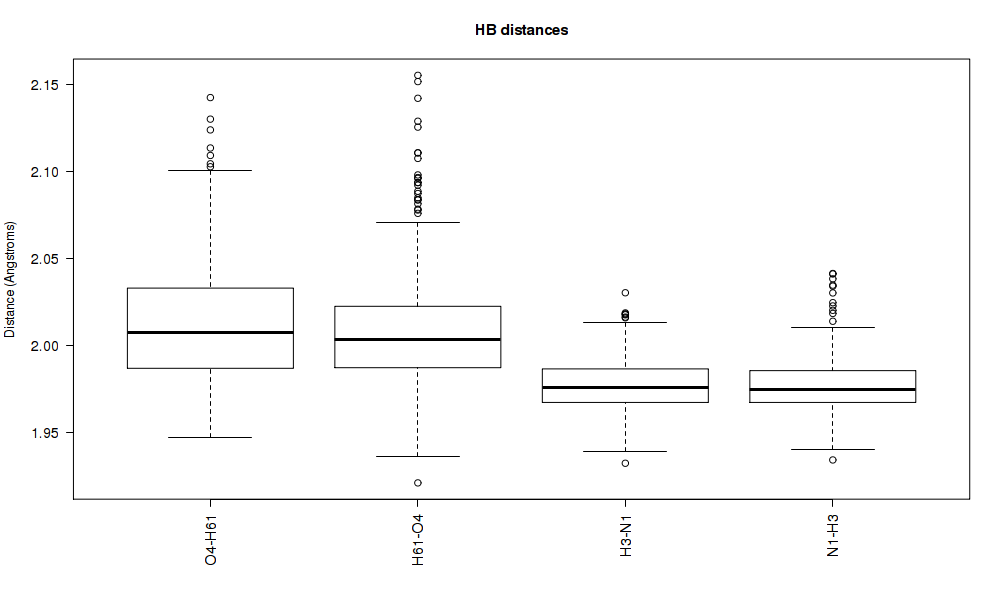 HB distances
Distance (Angstroms)
2.15
2.10
2.05
2.00
1.95
O4-H61
H61-O4
H3-N1
N1-H3